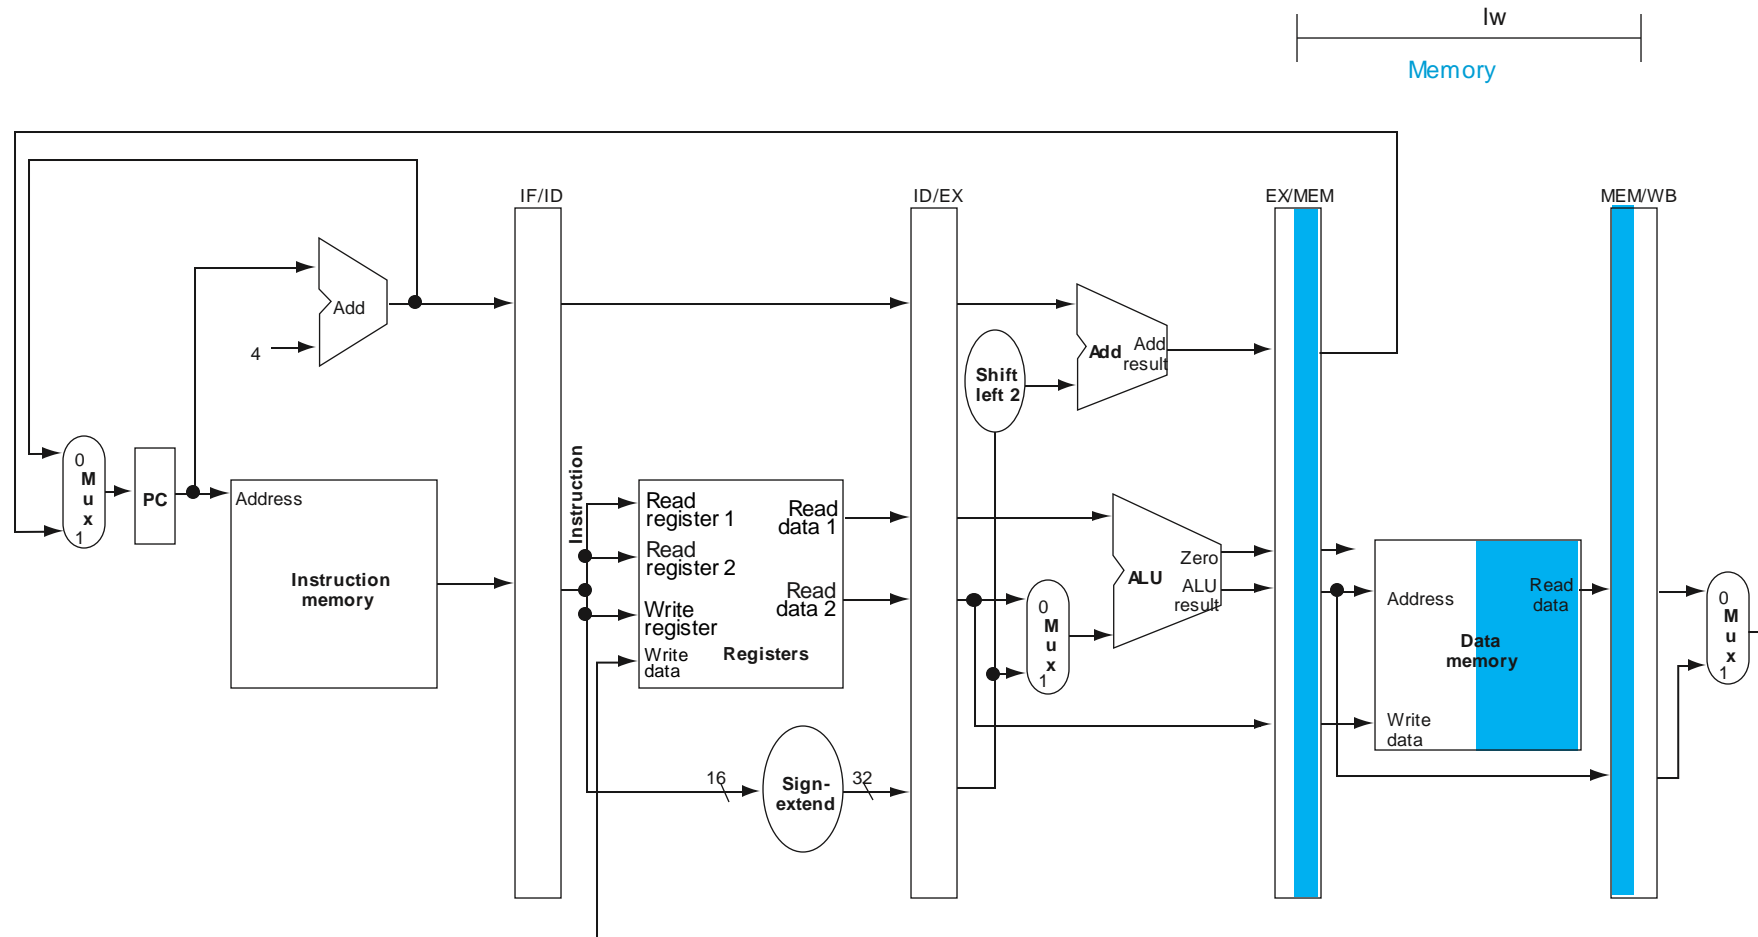 lw
Memory
IF/ID
ID/EX
EX/MEM
MEM/WB
Add
4
Add
Add
result
Shift
left 2
0
M
u
x
1
PC
Address
Instruction
memory
Instruction
Read
register 1
Read
register 2
Write
register
Write
data
Read
data 1
Read
data 2
Registers
16
Sign-
extend
32
0
M
u
x
1
Zero
ALU
ALU
result
Address
Read
data
Data
memory
Write
data
0
M
u
x
1